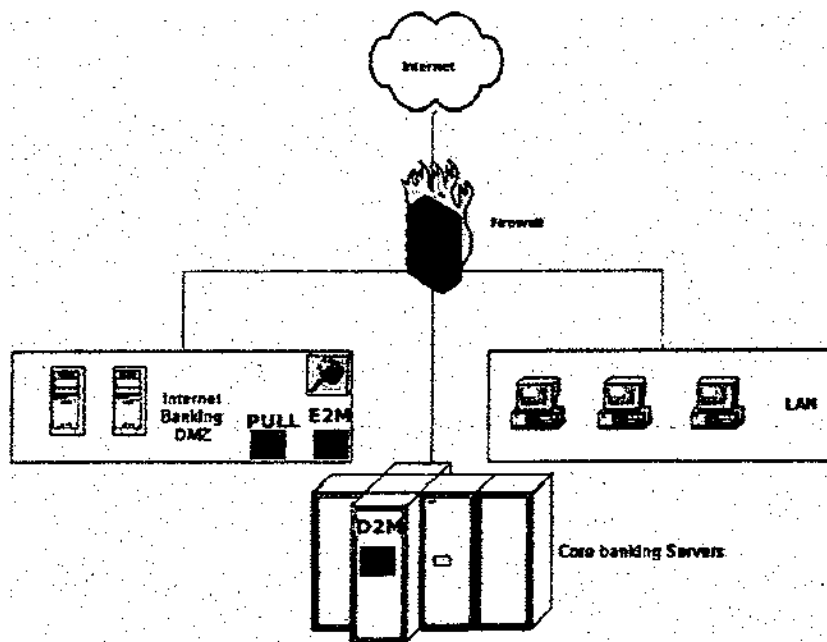 Internet
Firewall
Internet
Banking
DMZ
PULL
E2M
LAN
D2M
Core banking Servers